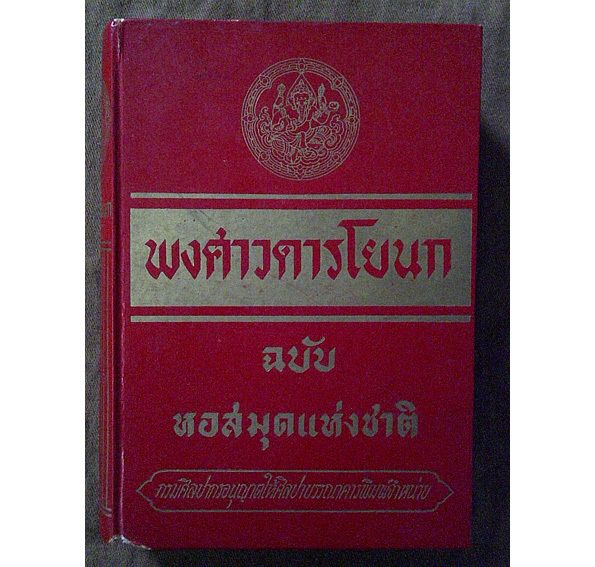 พงศาวดารโยนก
ฉบับ
หอสมุดแห่งชาติ
กรมศิลปากรอนุญาตให้ศิลปาบรรณาคารพิมพ์จำหน่าย